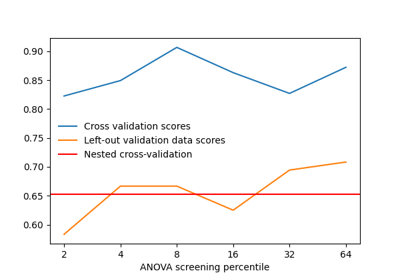 0.90
0.85
0.80
0.75
0.70
0.65
0.60
Cross validation scores
Left-out validation data scores
Nested cross-validation
2 4 8 16 32 64
ANOVA screening percentile